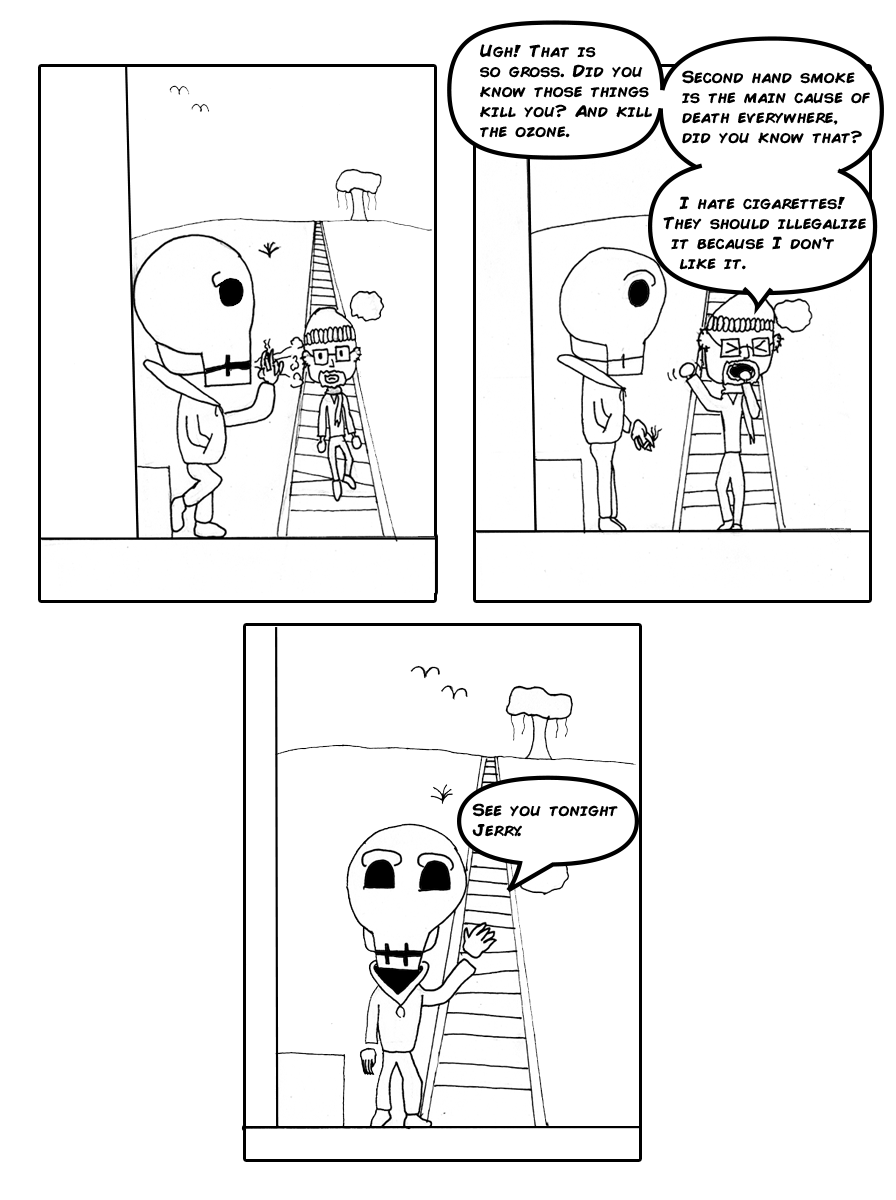 Ugh! That is
so gross. Did you
know those things
kill you? And kill
the ozone.
Second hand smoke
is the main cause of
death everywhere,
did you know that?
I hate cigarettes!
They should illegalize
it because I don't
like it.
See you tonight
Jerry.